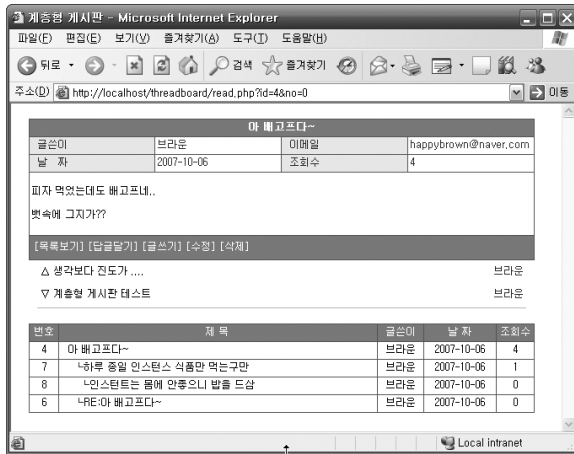 계층형 게시판 - Microsoft Internet Explorer
파일(F) 편집(E) 보기(V) 즐겨찾기(A) 도구(T) 도움말(H)
뒤로 검색 즐겨찾기
주소(D) http://localhost/threadboard/read.php?id=4&no=0 이동
아 배고프다~
글쓴이 브라운 이메일 happybrown@naver.com
날 짜 2007-10-06 조회수 4
피자 먹었는데도 배고프네..
뱃속에 그지가??
[목록보기] [답글달기] [글쓰기] [수정] [삭제]
△ 생각보다 진도가 .... 브라운
▽ 계층형 게시판 테스트 브라운
번호 제 목 글쓴이 날 짜 조회수
4 아 배고프다~ 브라운 2007-10-06 4
7 └하루 종일 인스턴스 식품만 먹는구만 브라운 2007-10-06 1
8 └인스턴트는 몸에 안좋으니 밥을 드삼 브라운 2007-10-06 0
6 └RE:아 배고프다~ 브라운 2007-10-06 0
Local intranet